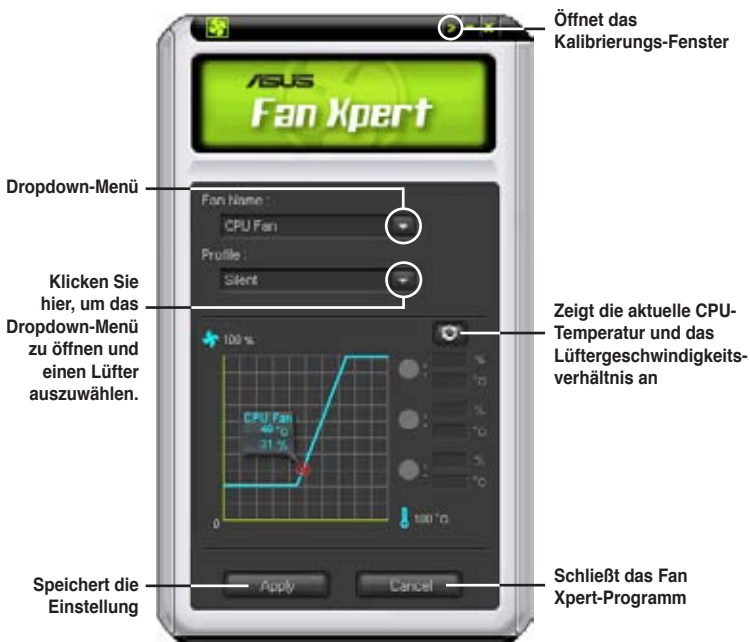 Öffnet das
Kalibrierungs-Fenster
ASUS
Fan Xpert
Dropdown-Menü
Fan Name :
CPU Fan
Profile :
Silent
Klicken Sie
hier, um das
Dropdown-Menü
zu öffnen und
einen Lüfter
auszuwählen.
Zeigt die aktuelle CPU-
Temperatur und das
Lüftergeschwindigkeits-
verhältnis an
100 %
%
°C
CPU Fan
°C
31 %
%
°C
%
°C
0
100 °C
Speichert die
Einstellung
Apply
Cancel
Schließt das Fan
Xpert-Programm